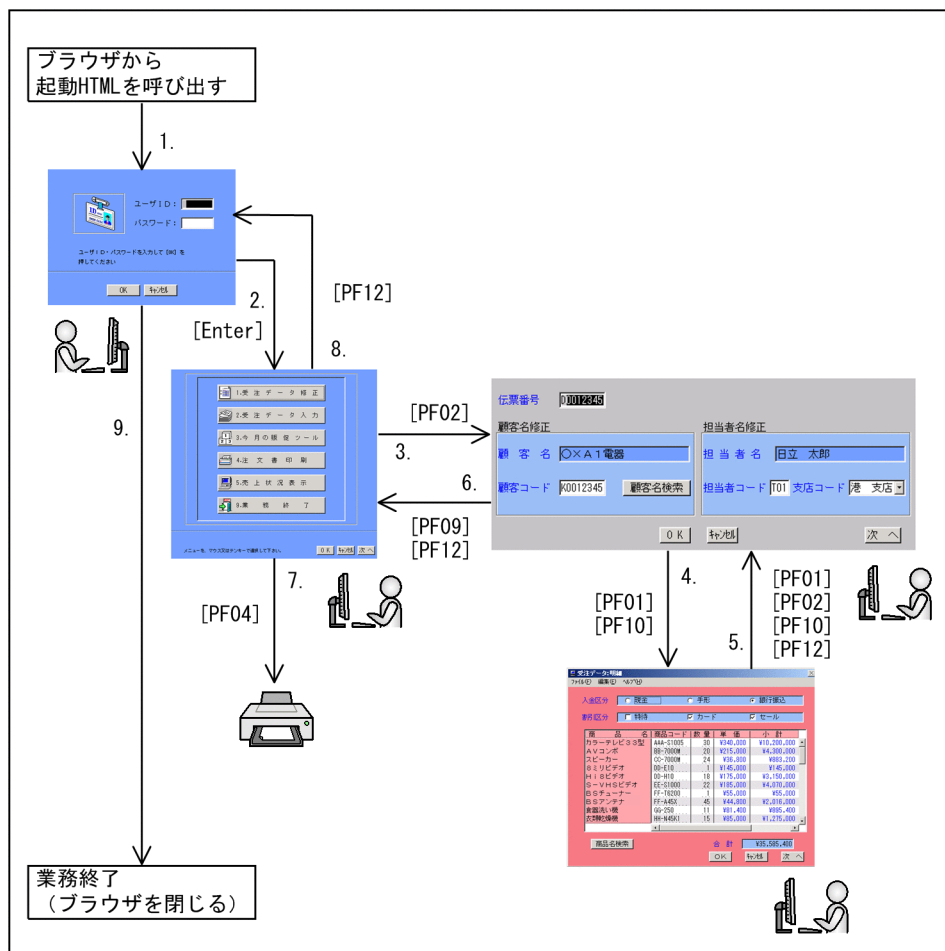 ブラウザから
起動HTMLを呼び出す
1.
ユーザID:
パスワード:
ユーザID・パスワードを入力して[OK]を
押してください
OK キャンセル
2.
[Enter]
[PF12]
8.
9.
1.受注データ修正
2.受注データ入力
3.今月の販促ツール
4.注文書印刷
5.売上状況表示
9.業務終了
メニューを、マウス又はテンキーで選択して下さい。
OK キャンセル 次へ
[PF02]
3.
6.
[PF09]
[PF12]
伝票番号 D0012345
顧客名修正
顧客名 ○×A1電器
顧客コード K0012345 顧客名検索
担当者名修正
担当者名 日立 太郎
担当者コード T01 支店コード 港 支店
OK キャンセル 次へ
7.
[PF04]
4.
[PF01]
[PF10]
5.
[PF01]
[PF02]
[PF10]
[PF12]
受注データ:明細
ファイル(F) 編集(E) ヘルプ(H)
入金区分 現金 手形 銀行振込
割引区分 特待 カード セール
商品名 商品コード 数量 単価 小計
カラーテレビ33型 AAA-S1005 30 ¥340,000 ¥10,200,000
AVコンポ BB-7000M 20 ¥215,000 ¥4,300,000
スピーカー CC-7000M 24 ¥36,800 ¥883,200
8ミリビデオ DD-E10 1 ¥145,000 ¥145,000
Hi8ビデオ DD-H10 18 ¥175,000 ¥3,150,000
S-VHSビデオ EE-S1000 22 ¥185,000 ¥4,070,000
BSチューナー FF-T6200 1 ¥55,000 ¥55,000
BSアンテナ FF-A45X 45 ¥44,800 ¥2,016,000
食器洗い機 GG-250 11 ¥81,400 ¥895,400
衣類乾燥機 HH-N45K1 15 ¥85,000 ¥1,275,000
商品名検索
合計 ¥35,585,400
OK キャンセル 次へ
業務終了
（ブラウザを閉じる）